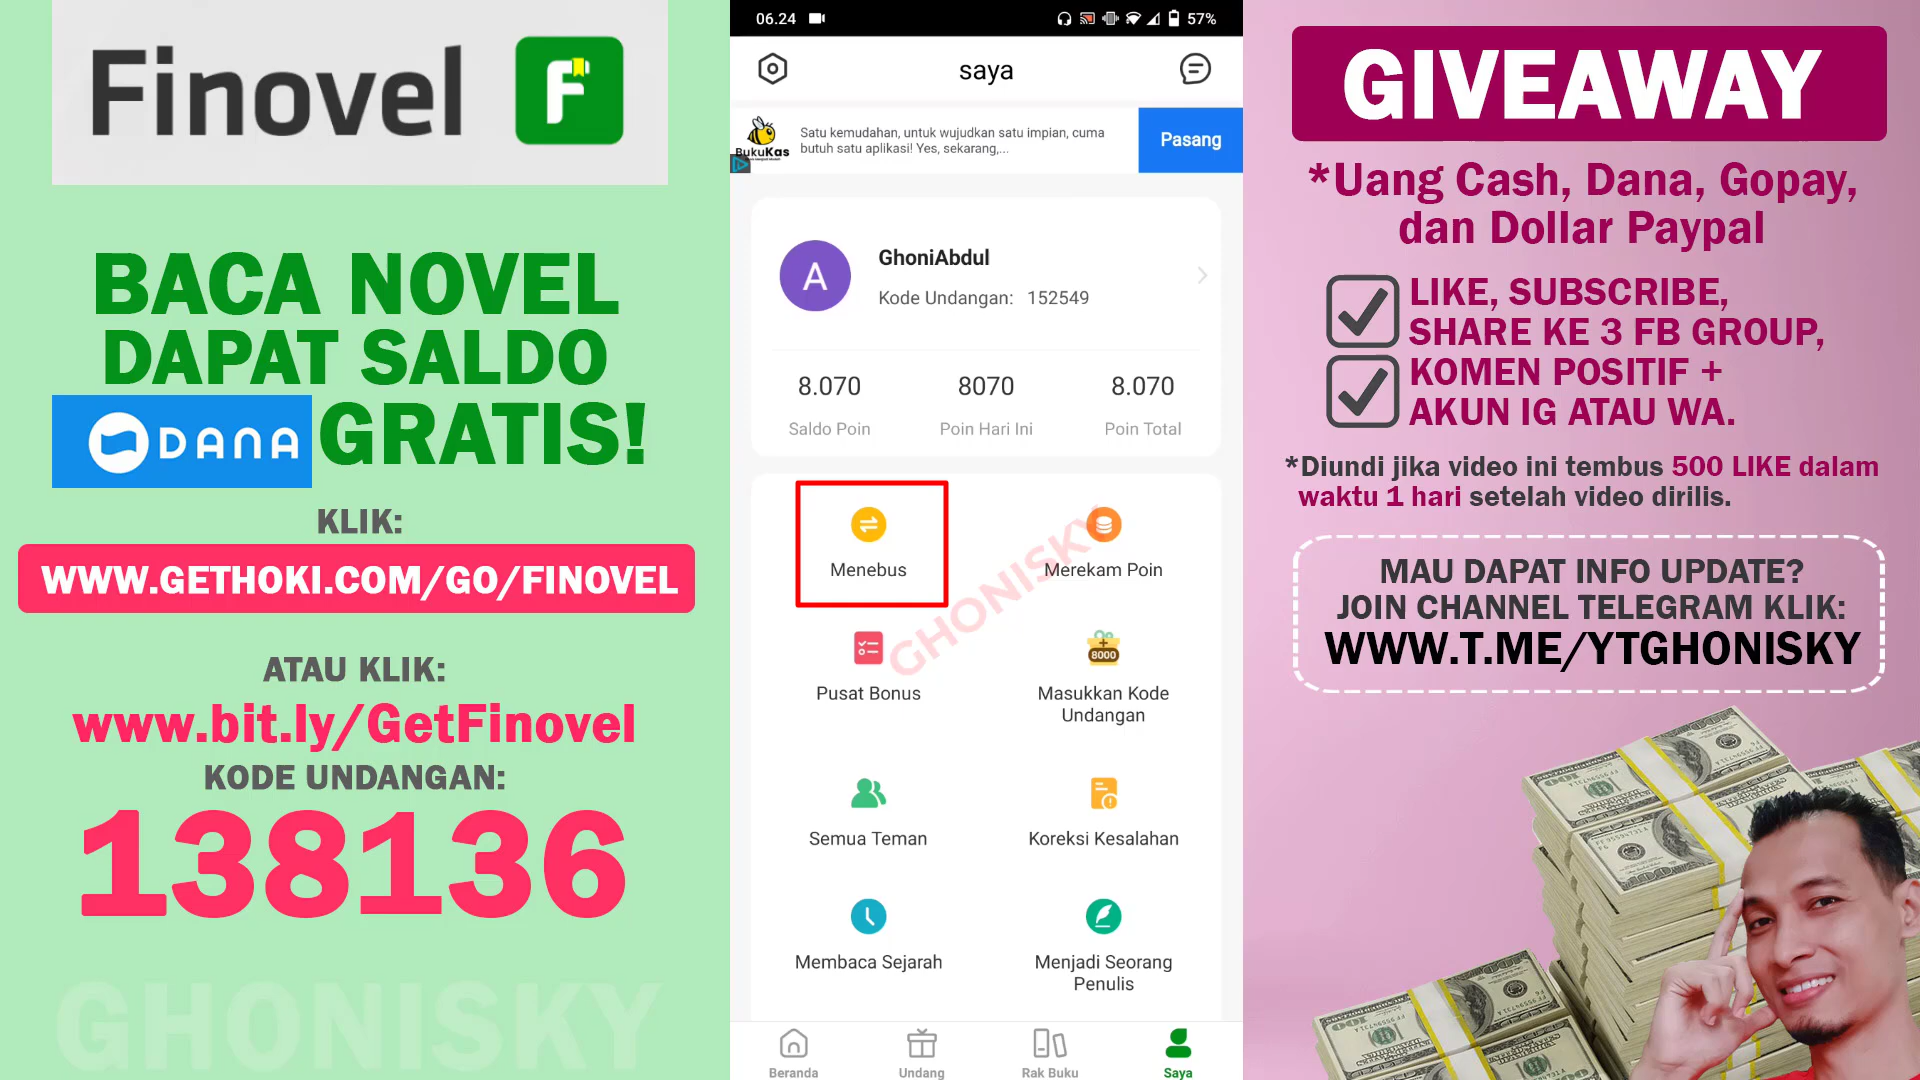 Finovel
F
BACA NOVEL
DAPAT SALDO
DANA GRATIS!
KLIK:
WWW.GETHOKI.COM/GO/FINOVEL
ATAU KLIK:
www.bit.ly/GetFinovel
KODE UNDANGAN:
138136
GHONISKY
06.24
57%
saya
BukuKas
Satu kemudahan, untuk wujudkan satu impian, cuma
butuh satu aplikasi! Yes, sekarang,...
Pasang
A
GhoniAbdul
Kode Undangan: 152549
8.070 8070 8.070
Saldo Poin Poin Hari Ini Poin Total
Menebus Merekam Poin
GHONISKY
8000
Pusat Bonus Masukkan Kode
Undangan
Semua Teman Koreksi Kesalahan
Membaca Sejarah Menjadi Seorang
Penulis
Beranda Undang Rak Buku Saya
GIVEAWAY
*Uang Cash, Dana, Gopay,
dan Dollar Paypal
LIKE, SUBSCRIBE,
SHARE KE 3 FB GROUP,
KOMEN POSITIF +
AKUN IG ATAU WA.
*Diundi jika video ini tembus 500 LIKE dalam
waktu 1 hari setelah video dirilis.
MAU DAPAT INFO UPDATE?
JOIN CHANNEL TELEGRAM KLIK:
WWW.T.ME/YTGHONISKY